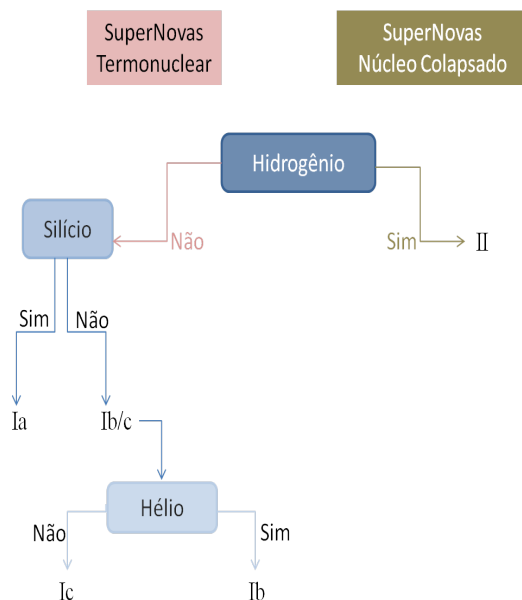 SuperNovas
Termonuclear
SuperNovas
Núcleo Colapsado
Hidrogênio
Silício
Não
Sim
II
Sim
Não
Ia
Ib/c
Hélio
Não
Sim
Ic
Ib